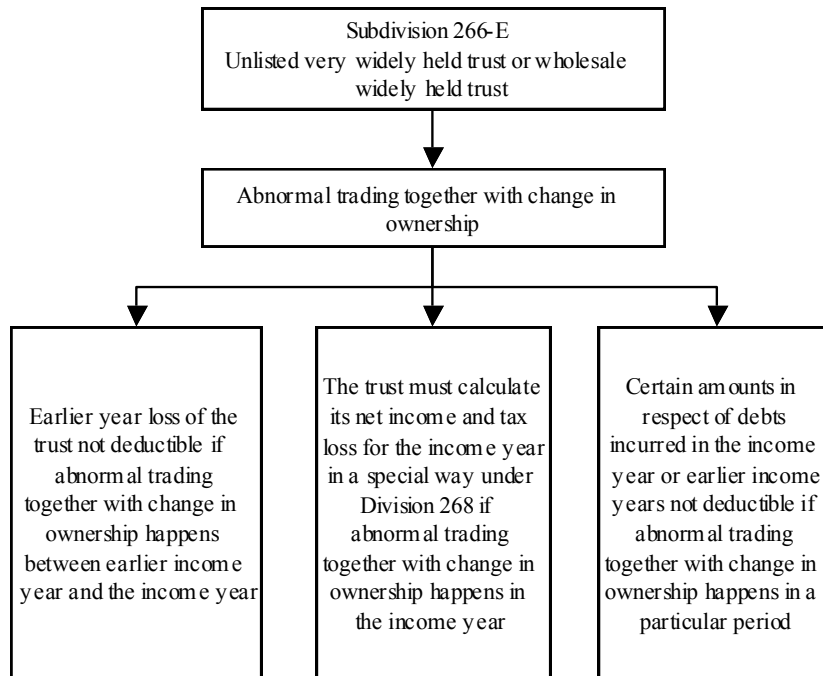 Subdivision 266-E
Unlisted very widely held trust or wholesale
widely held trust
Abnormal trading together with change in
ownership
Earlier year loss of the
trust not deductible if
abnormal trading
together with change in
ownership happens
between earlier income
year and the income year
The trust must calculate
its net income and tax
loss for the income year
in a special way under
Division 268 if
abnormal trading
together with change in
ownership happens in
the income year
Certain amounts in
respect of debts
incurred in the income
year or earlier income
years not deductible if
abnormal trading
together with change in
ownership happens in a
particular period